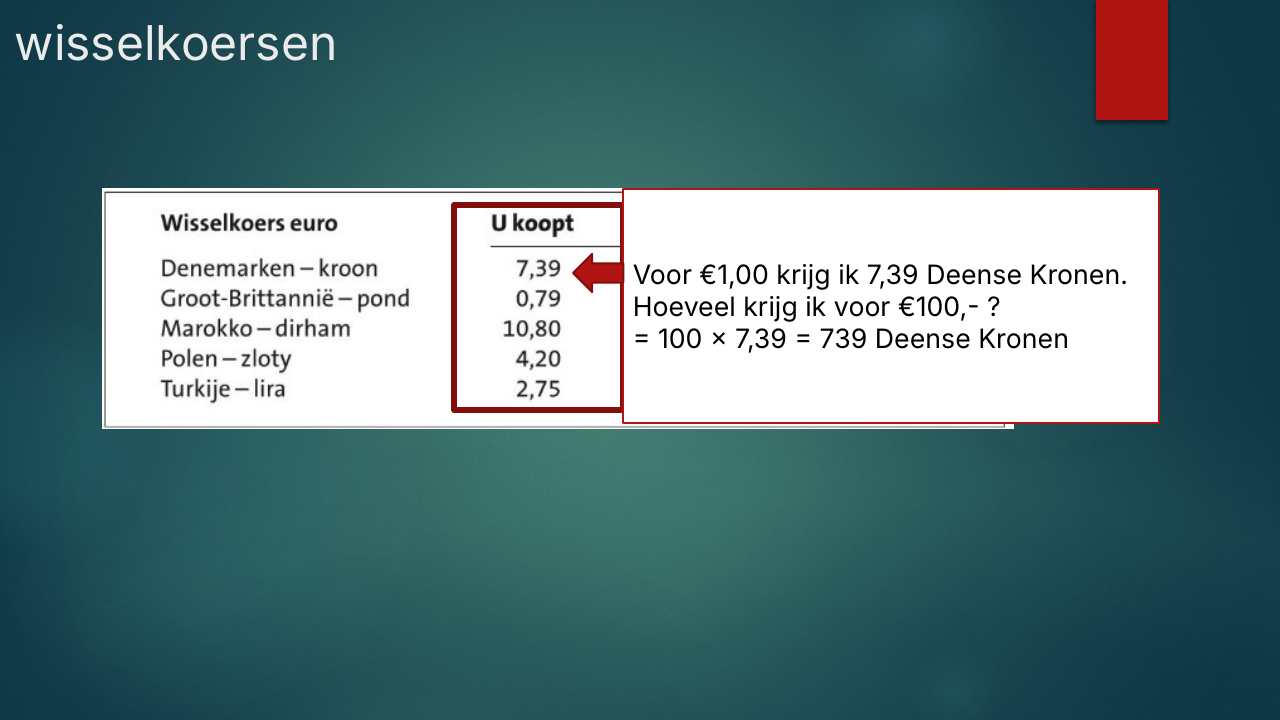 wisselkoersen
Wisselkoers euro U koopt
Denemarken – kroon 7,39
Groot-Brittannië – pond 0,79
Marokko – dirham 10,80
Polen – zloty 4,20
Turkije – lira 2,75
Voor €1,00 krijg ik 7,39 Deense Kronen.
Hoeveel krijg ik voor €100,- ?
= 100 × 7,39 = 739 Deense Kronen